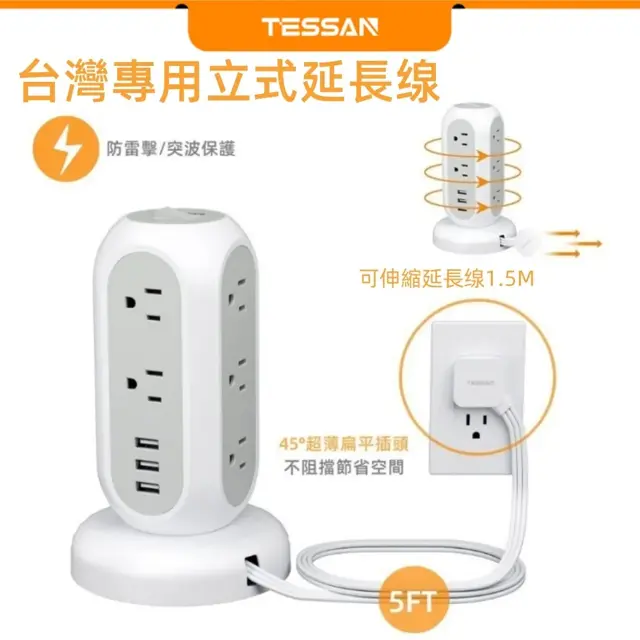 TESSAN
台灣專用立式延長线
防雷擊/突波保護
可伸縮延長线1.5M
TESSAN
45°超薄扁平插頭
不阻擋節省空間
5FT